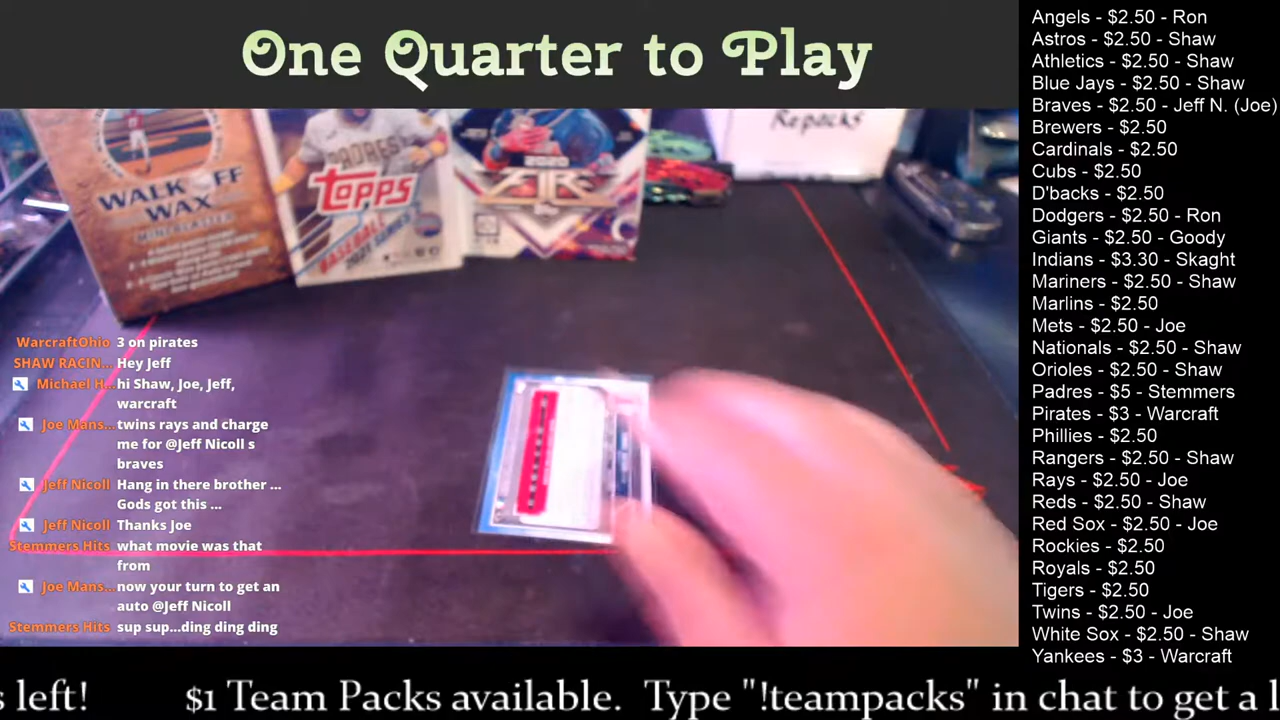 One Quarter to Play
Repacks
WALK OFF
WAX
PADRES
topps
BASEBALL
2020
FIRE
WarcraftOhio 3 on pirates
SHAW RACIN... Hey Jeff
Michael H... hi Shaw, Joe, Jeff,
warcraft
Joe Mans... twins rays and charge
me for @Jeff Nicoll s
braves
Jeff Nicoll Hang in there brother ...
Gods got this ...
Jeff Nicoll Thanks Joe
Stemmers Hits what movie was that
from
Joe Mans... now your turn to get an
auto @Jeff Nicoll
Stemmers Hits sup sup...ding ding ding
Angels - $2.50 - Ron
Astros - $2.50 - Shaw
Athletics - $2.50 - Shaw
Blue Jays - $2.50 - Shaw
Braves - $2.50 - Jeff N. (Joe)
Brewers - $2.50
Cardinals - $2.50
Cubs - $2.50
D'backs - $2.50
Dodgers - $2.50 - Ron
Giants - $2.50 - Goody
Indians - $3.30 - Skaght
Mariners - $2.50 - Shaw
Marlins - $2.50
Mets - $2.50 - Joe
Nationals - $2.50 - Shaw
Orioles - $2.50 - Shaw
Padres - $5 - Stemmers
Pirates - $3 - Warcraft
Phillies - $2.50
Rangers - $2.50 - Shaw
Rays - $2.50 - Joe
Reds - $2.50 - Shaw
Red Sox - $2.50 - Joe
Rockies - $2.50
Royals - $2.50
Tigers - $2.50
Twins - $2.50 - Joe
White Sox - $2.50 - Shaw
Yankees - $3 - Warcraft
s left! $1 Team Packs available. Type "!teampacks" in chat to get a l